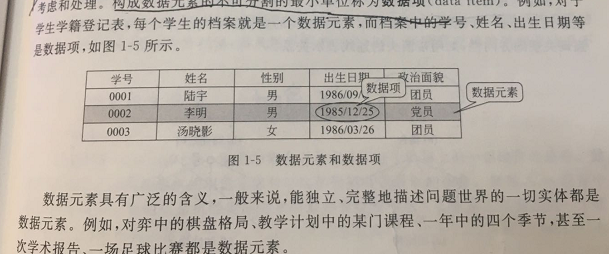 考虑和处理。构成数据元素的不可分割的最小单位称为数据项(data item)。例如,对于
学生学籍登记表,每个学生的档案就是一个数据元素,而档案中的学号、姓名、出生日期等
是数据项,如图 1-5 所示。
学号 姓名 性别 出生日期 政治面貌
0001 陆宇 男 1986/09/ 团员
数据项
数据元素
0002 李明 男 1985/12/25 党员
0003 汤晓影 女 1986/03/26 团员
图 1-5 数据元素和数据项
数据元素具有广泛的含义,一般来说,能独立、完整地描述问题世界的一切实体都是
数据元素。例如,对弈中的棋盘格局、教学计划中的某门课程、一年中的四个季节,甚至一
次学术报告、一场足球比赛都是数据元素。